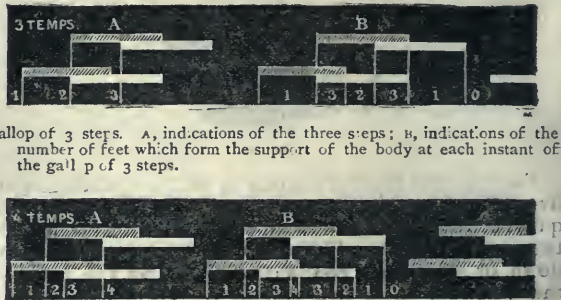 3 TEMPS. A B
1 2 3 1 3 2 3 1 0
allop of 3 steps. A, indications of the three steps; B, indications of the
number of feet which form the support of the body at each instant of
the gall p of 3 steps.
4 TEMPS. A B
1 2 3 4 1 2 3 4 3 2 1 0